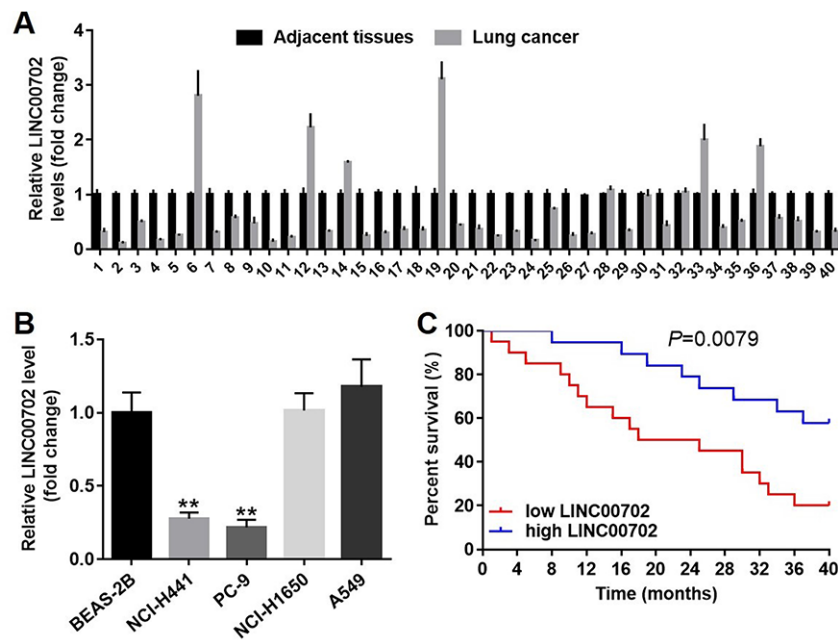 A
Relative LINC00702
levels (fold change)
4
3
2
1
0
Adjacent tissues
Lung cancer
1 2 3 4 5 6 7 8 9 10 11 12 13 14 15 16 17 18 19 20 21 22 23 24 25 26 27 28 29 30 31 32 33 34 35 36 37 38 39 40
B
Relative LINC00702 level
(fold change)
1.5
1.0
0.5
0.0
**
**
BEAS-2B
NCI-H441
PC-9
NCI-H1650
A549
C
Percent survival (%)
100
80
60
40
20
0
P=0.0079
low LINC00702
high LINC00702
0 4 8 12 16 20 24 28 32 36 40
Time (months)